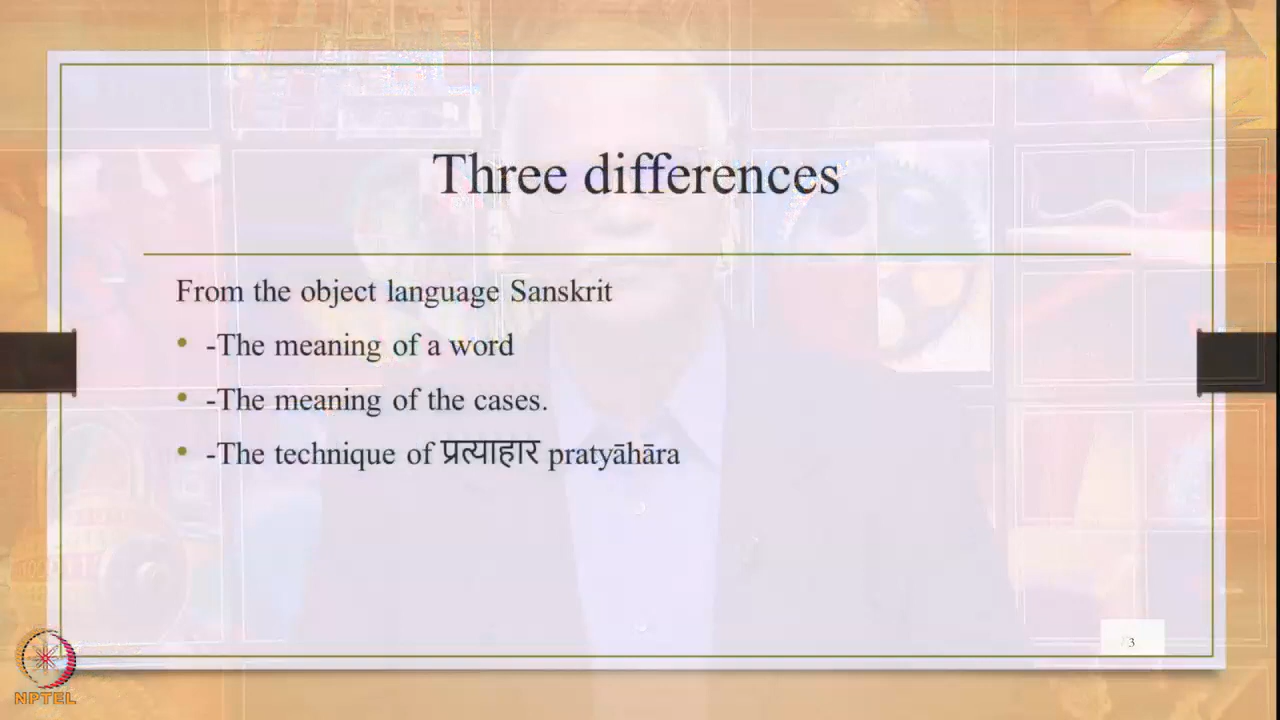 Three differences
From the object language Sanskrit
-The meaning of a word
-The meaning of the cases.
-The technique of प्रत्याहार pratyāhāra
3
NPTEL